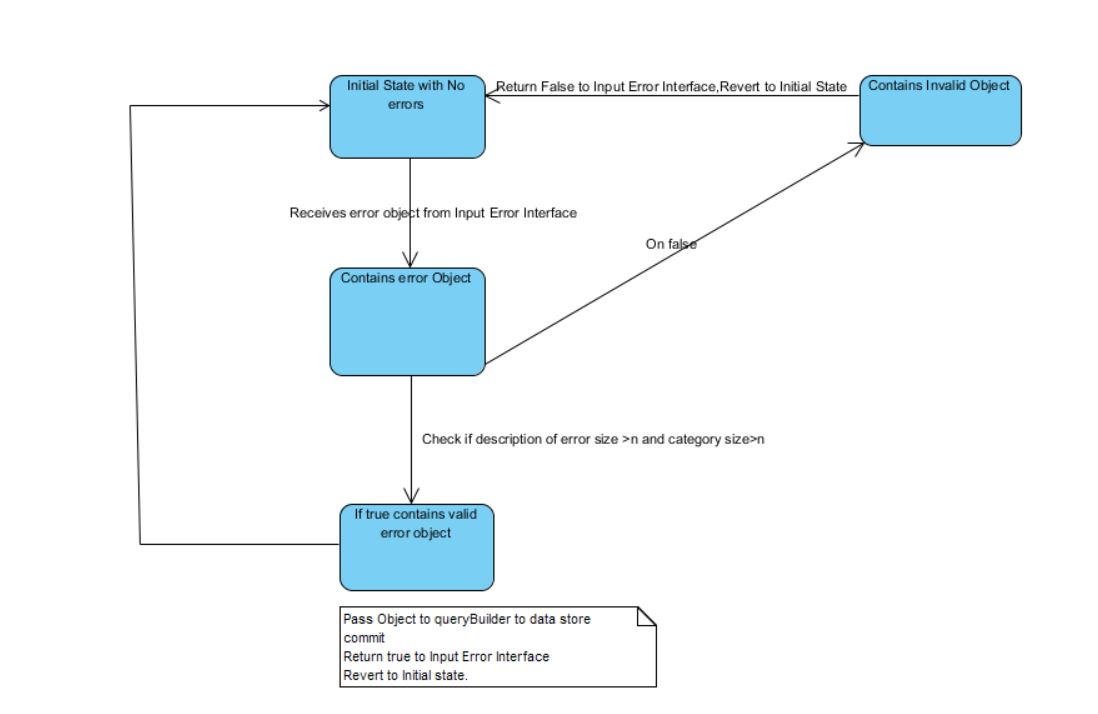 Initial State with No
errors
Return False to Input Error Interface,Revert to Initial State
Contains Invalid Object
Receives error object from Input Error Interface
On false
Contains error Object
Check if description of error size >n and category size>n
If true contains valid
error object
Pass Object to queryBuilder to data store
commit
Return true to Input Error Interface
Revert to Initial state.